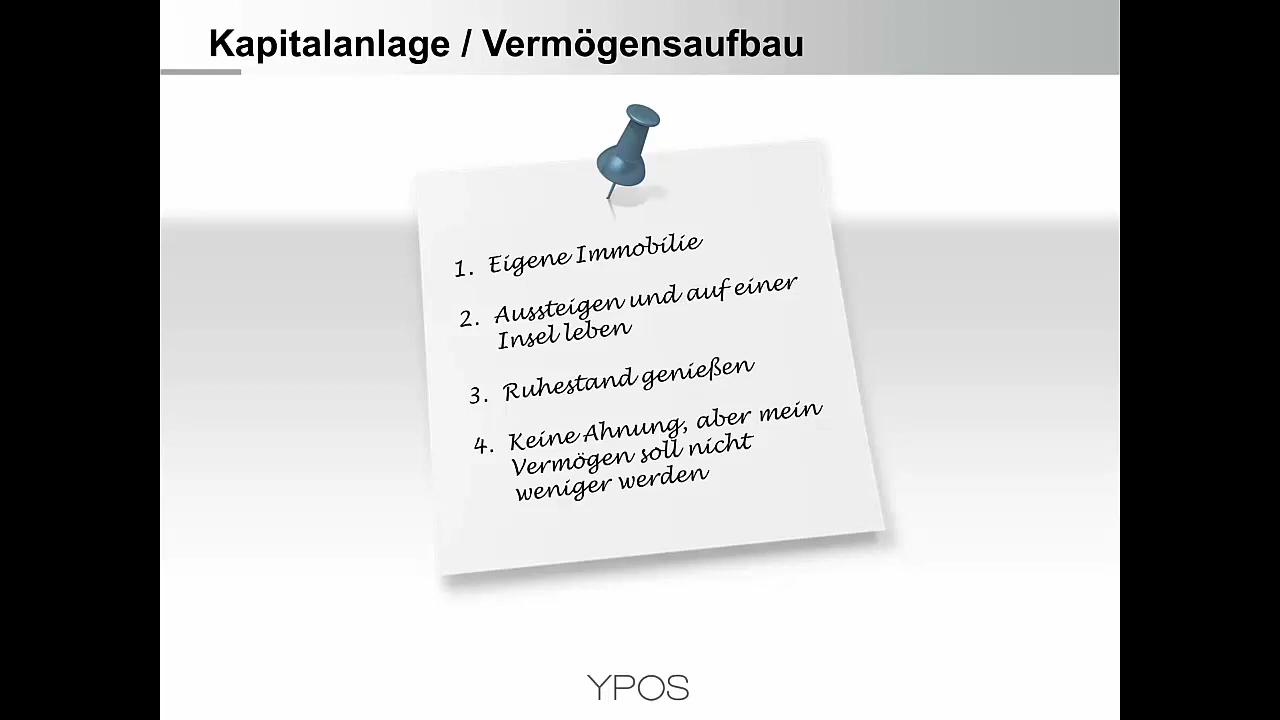 Kapitalanlage / Vermögensaufbau
1. Eigene Immobilie
2. Aussteigen und auf einer
Insel leben
3. Ruhestand genießen
4. Keine Ahnung, aber mein
Vermögen soll nicht
weniger werden
YPOS